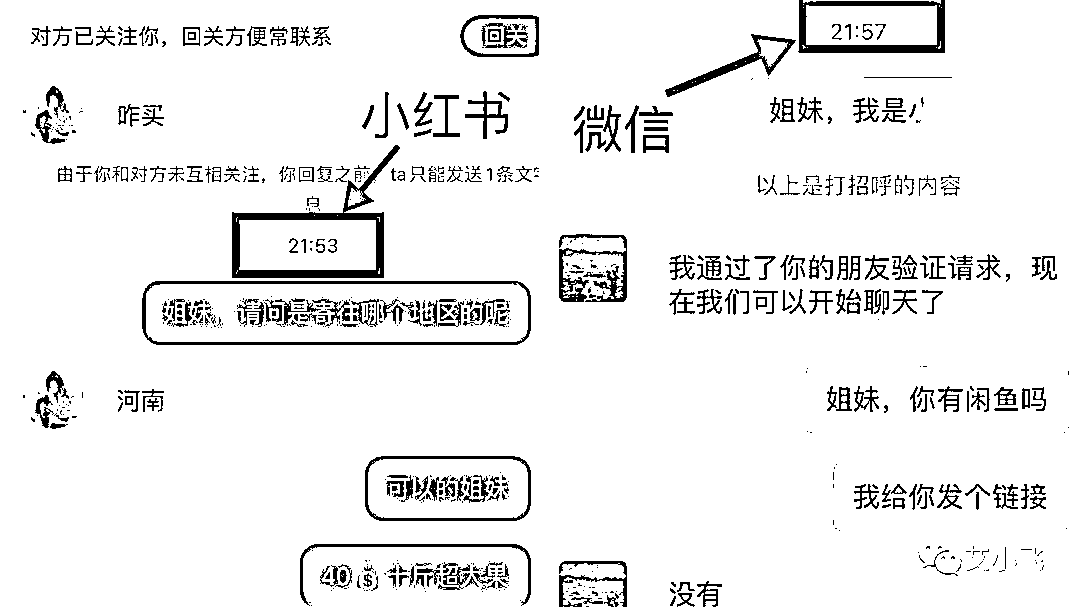 对方已关注你，回关方便常联系
回关
咋买
小红书
由于你和对方未互相关注，你回复之前，ta只能发送1条文字
息
21:53
姐妹，请问是寄往哪个地区的呢
河南
可以的姐妹
40💰十斤超大果
21:57
微信
姐妹，我是小
以上是打招呼的内容
我通过了你的朋友验证请求，现
在我们可以开始聊天了
姐妹，你有闲鱼吗
我给你发个链接
没有
艾小飞